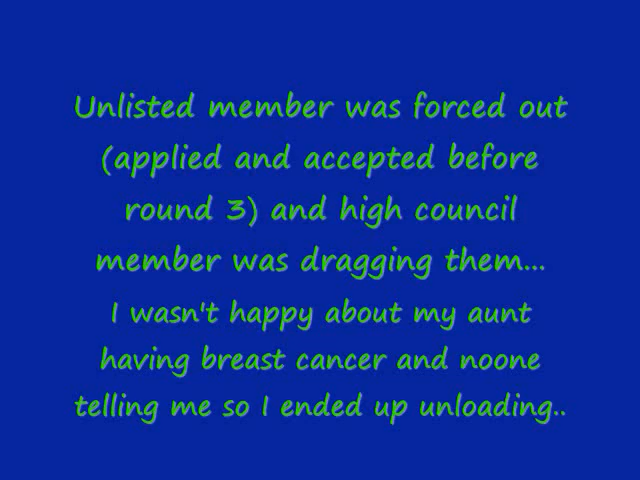 Unlisted member was forced out
(applied and accepted before
round 3) and high council
member was dragging them...
I wasn't happy about my aunt
having breast cancer and noone
telling me so I ended up unloading..